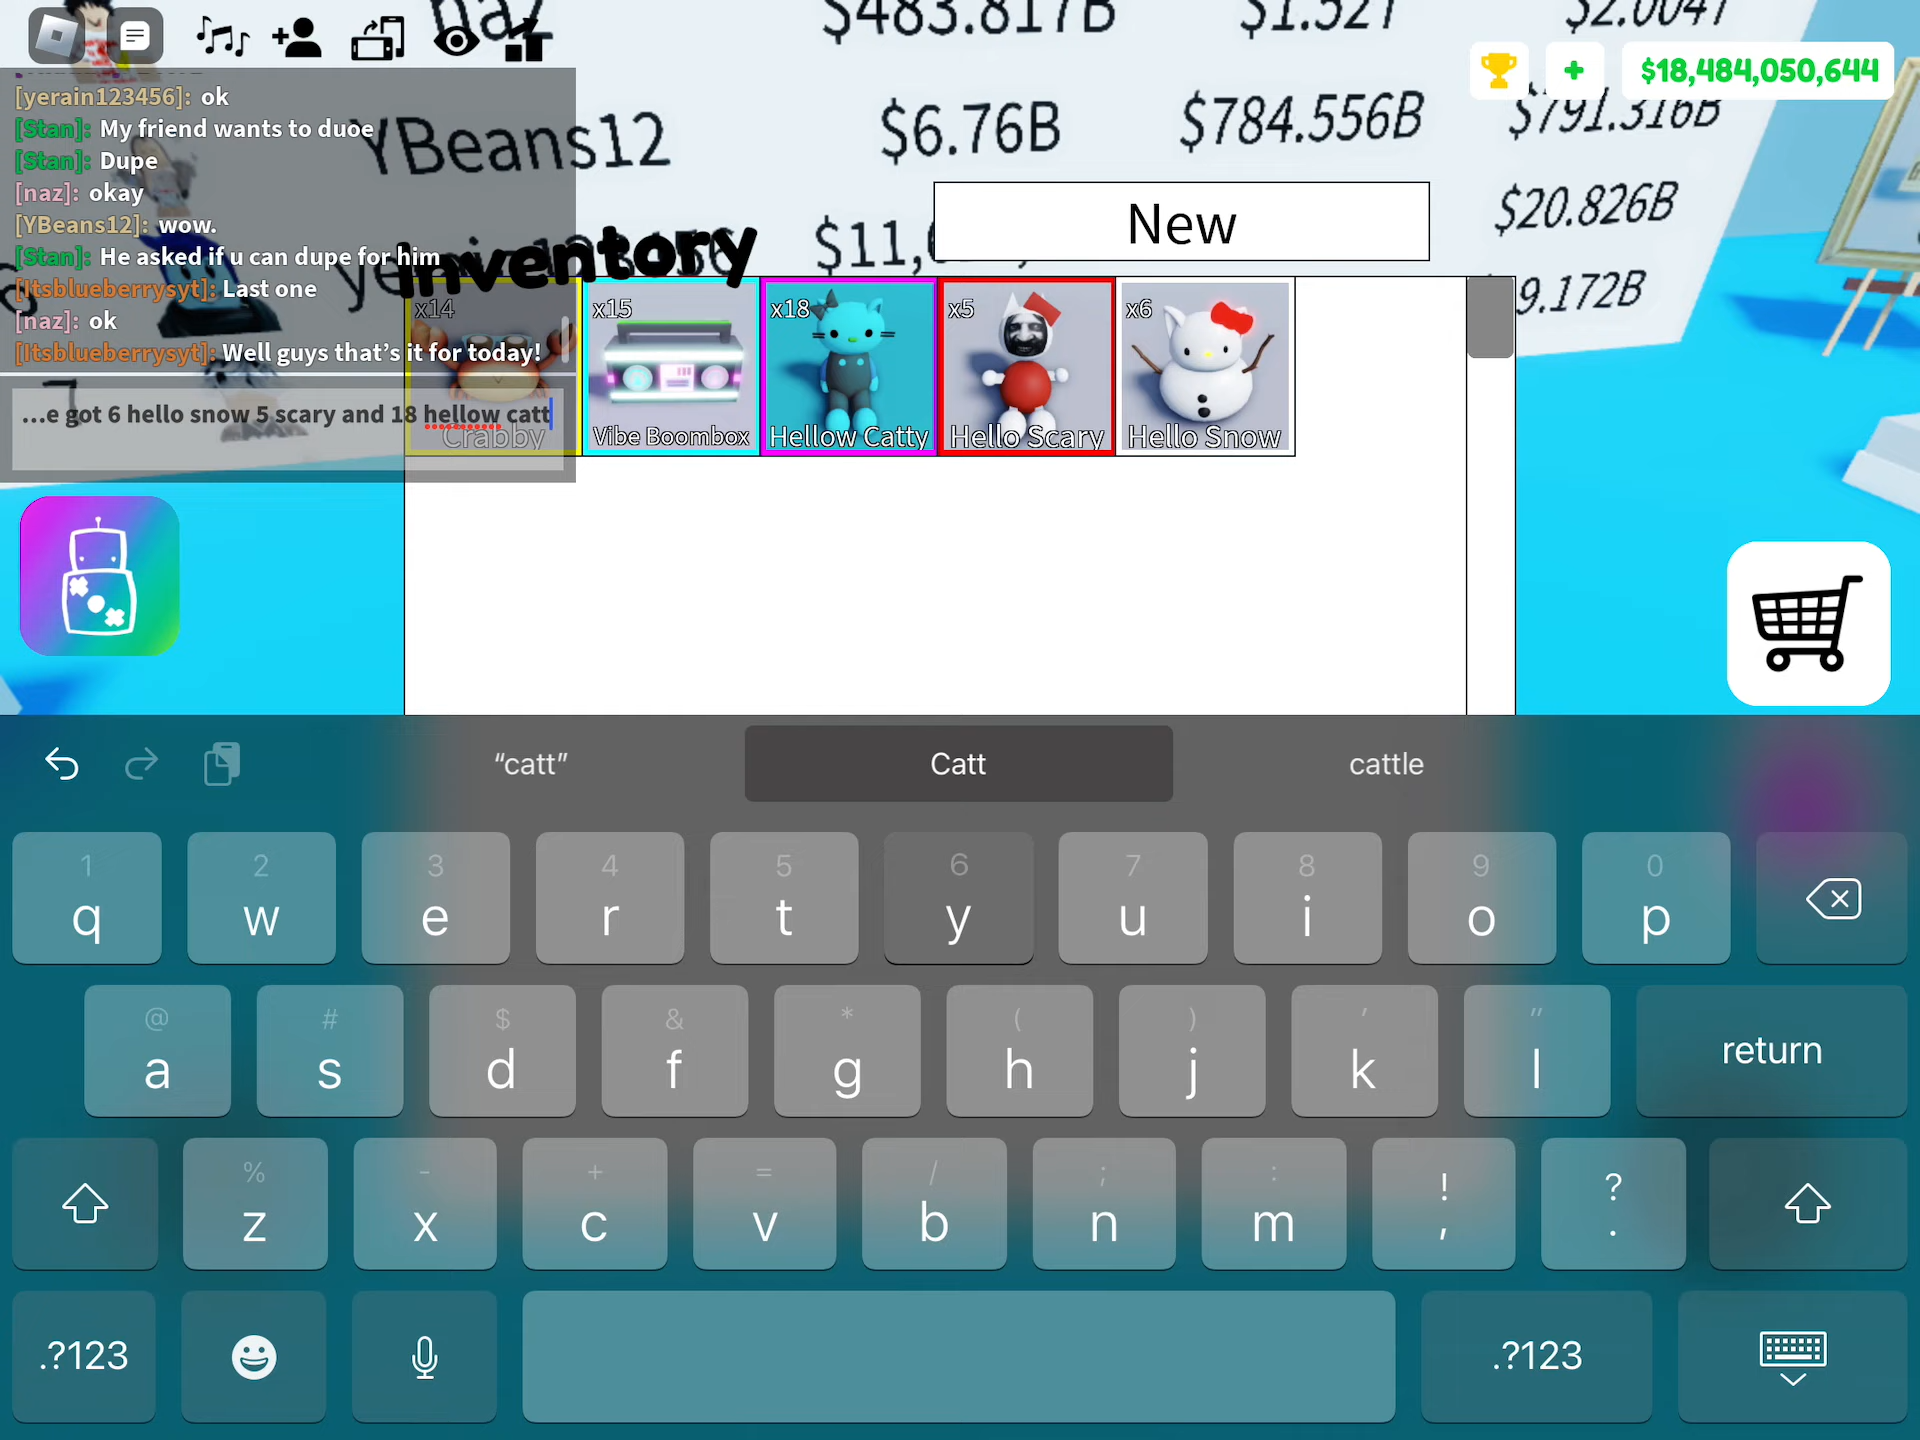 naz $483.817B $1.527 $2.0047
$18,484,050,644
[yerain123456]: ok
[Stan]: My friend wants to duoe
[Stan]: Dupe
[naz]: okay
[YBeans12]: wow.
[Stan]: He asked if u can dupe for him
[Itsblueberrysyt]: Last one
[naz]: ok
[Itsblueberrysyt]: Well guys that’s it for today!
...e got 6 hello snow 5 scary and 18 hellow catt
YBeans12 $6.76B $784.556B $791.316B
$11, $20.826B
9.172B
New
inventory
x14 x15 x18 x5 x6
Crabby Vibe Boombox Hellow Catty Hello Scary Hello Snow
“catt” Catt cattle
1 2 3 4 5 6 7 8 9 0
q w e r t y u i o p
@ # $ & * ( ) ' "
a s d f g h j k l return
% - + = / ; : ! ?
z x c v b n m , .
.?123 .?123